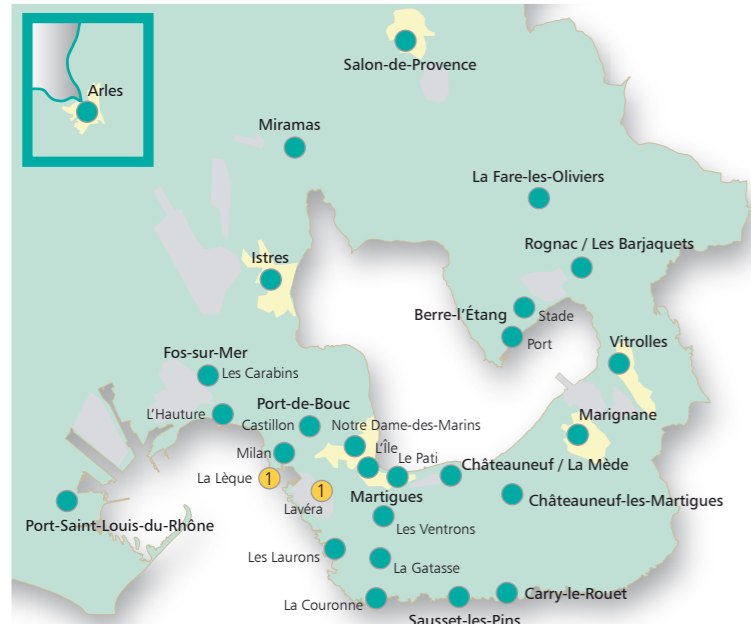 Salon-de-Provence
Arles
Miramas
La Fare-les-Oliviers
Rognac / Les Barjaquets
Istres
Berre-l'Étang
Stade
Port
Vitrolles
Fos-sur-Mer
Les Carabins
L'Hauture
Port-de-Bouc
Castillon
Notre Dame-des-Marins
Marignane
Milan
L'Île
Le Pati
Châteauneuf / La Mède
La Lèque
1
1
Lavéra
Martigues
Châteauneuf-les-Martigues
Port-Saint-Louis-du-Rhône
Les Ventrons
Les Laurons
La Gatasse
La Couronne
Carry-le-Rouet
Sausset-les-Pins